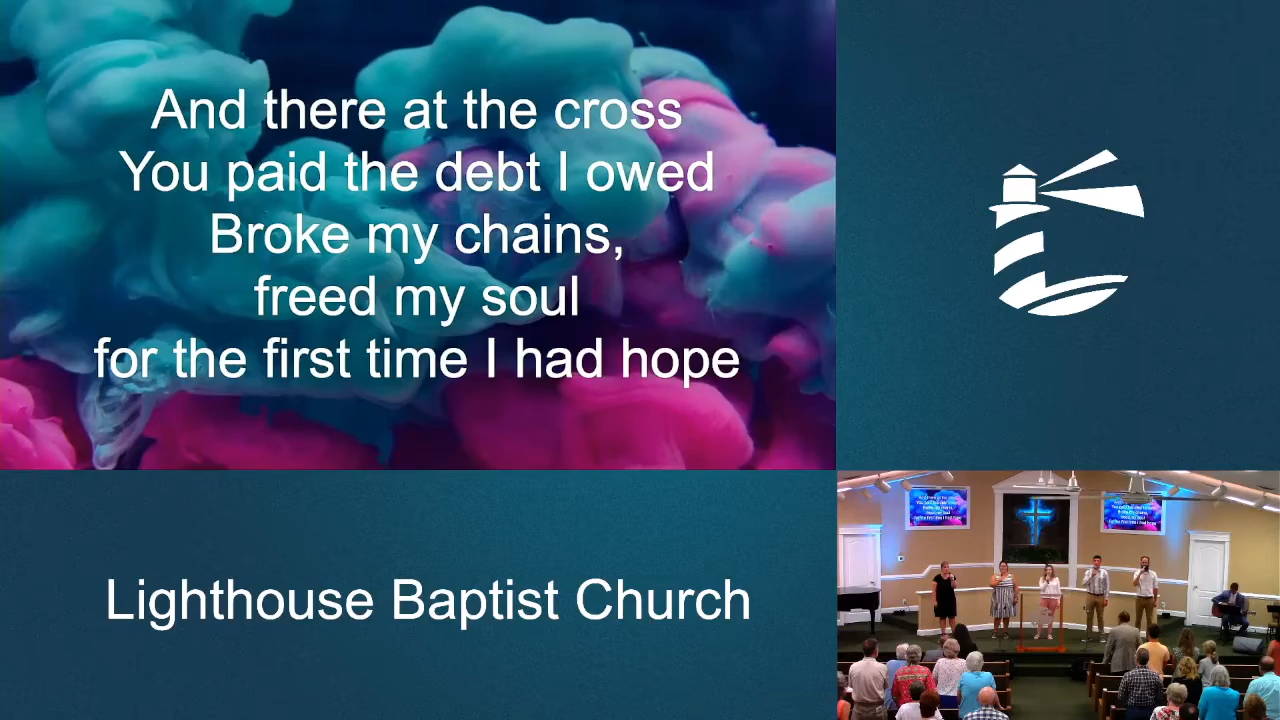 And there at the cross
You paid the debt I owed
Broke my chains,
freed my soul
for the first time I had hope
Lighthouse Baptist Church